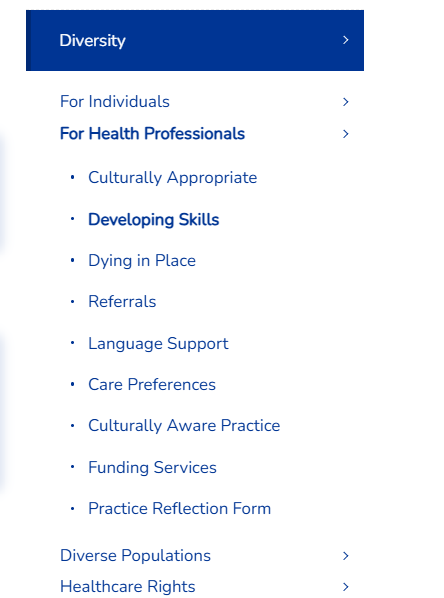 Diversity
For Individuals
For Health Professionals
Culturally Appropriate
Developing Skills
Dying in Place
Referrals
Language Support
Care Preferences
Culturally Aware Practice
Funding Services
Practice Reflection Form
Diverse Populations
Healthcare Rights